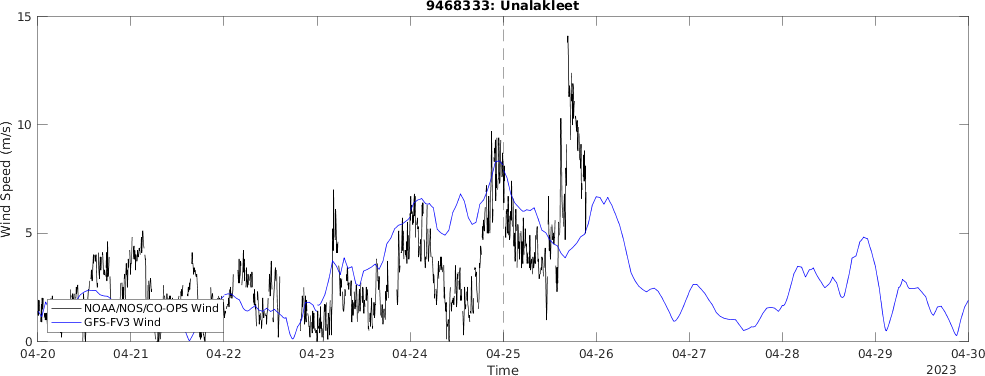 9468333: Unalakleet
15
10
5
0
Wind Speed (m/s)
NOAA/NOS/CO-OPS Wind
GFS-FV3 Wind
04-20 04-21 04-22 04-23 04-24 04-25 04-26 04-27 04-28 04-29 04-30
Time
2023